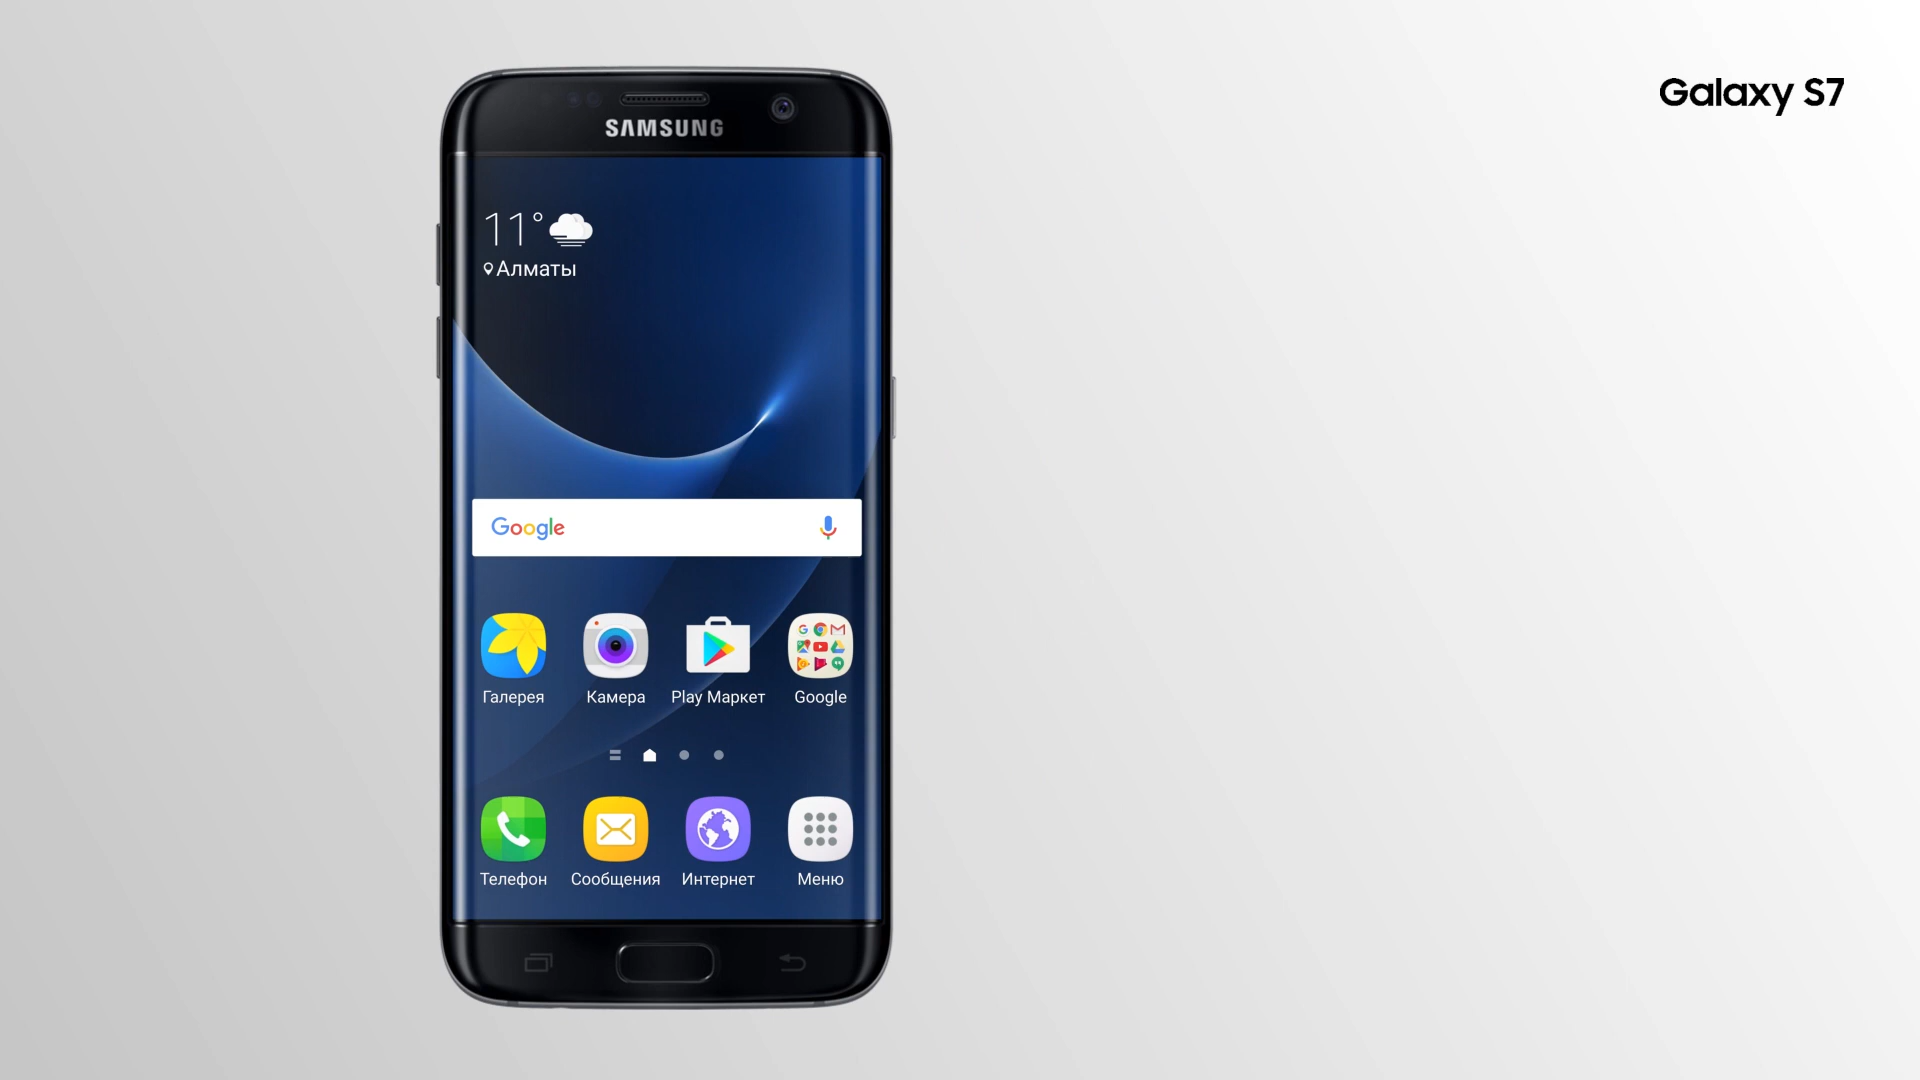 Galaxy S7
SAMSUNG
11°
Алматы
Google
Галерея Камера Play Маркет Google
Телефон Сообщения Интернет Меню